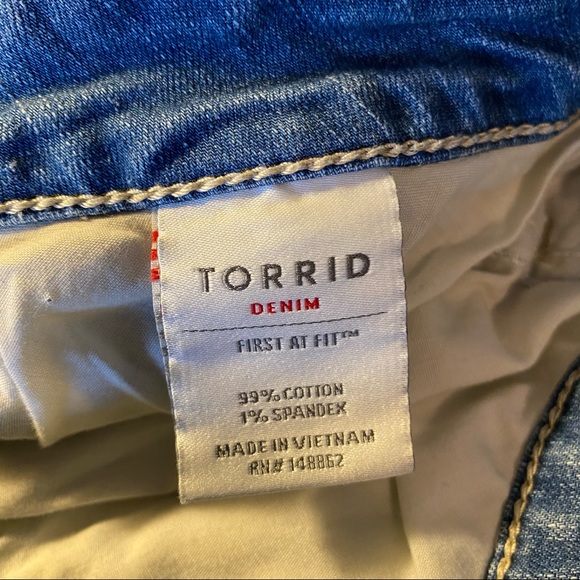 TORRID
DENIM
FIRST AT FIT™
99% COTTON
1% SPANDEX
MADE IN VIETNAM
RN# 148862